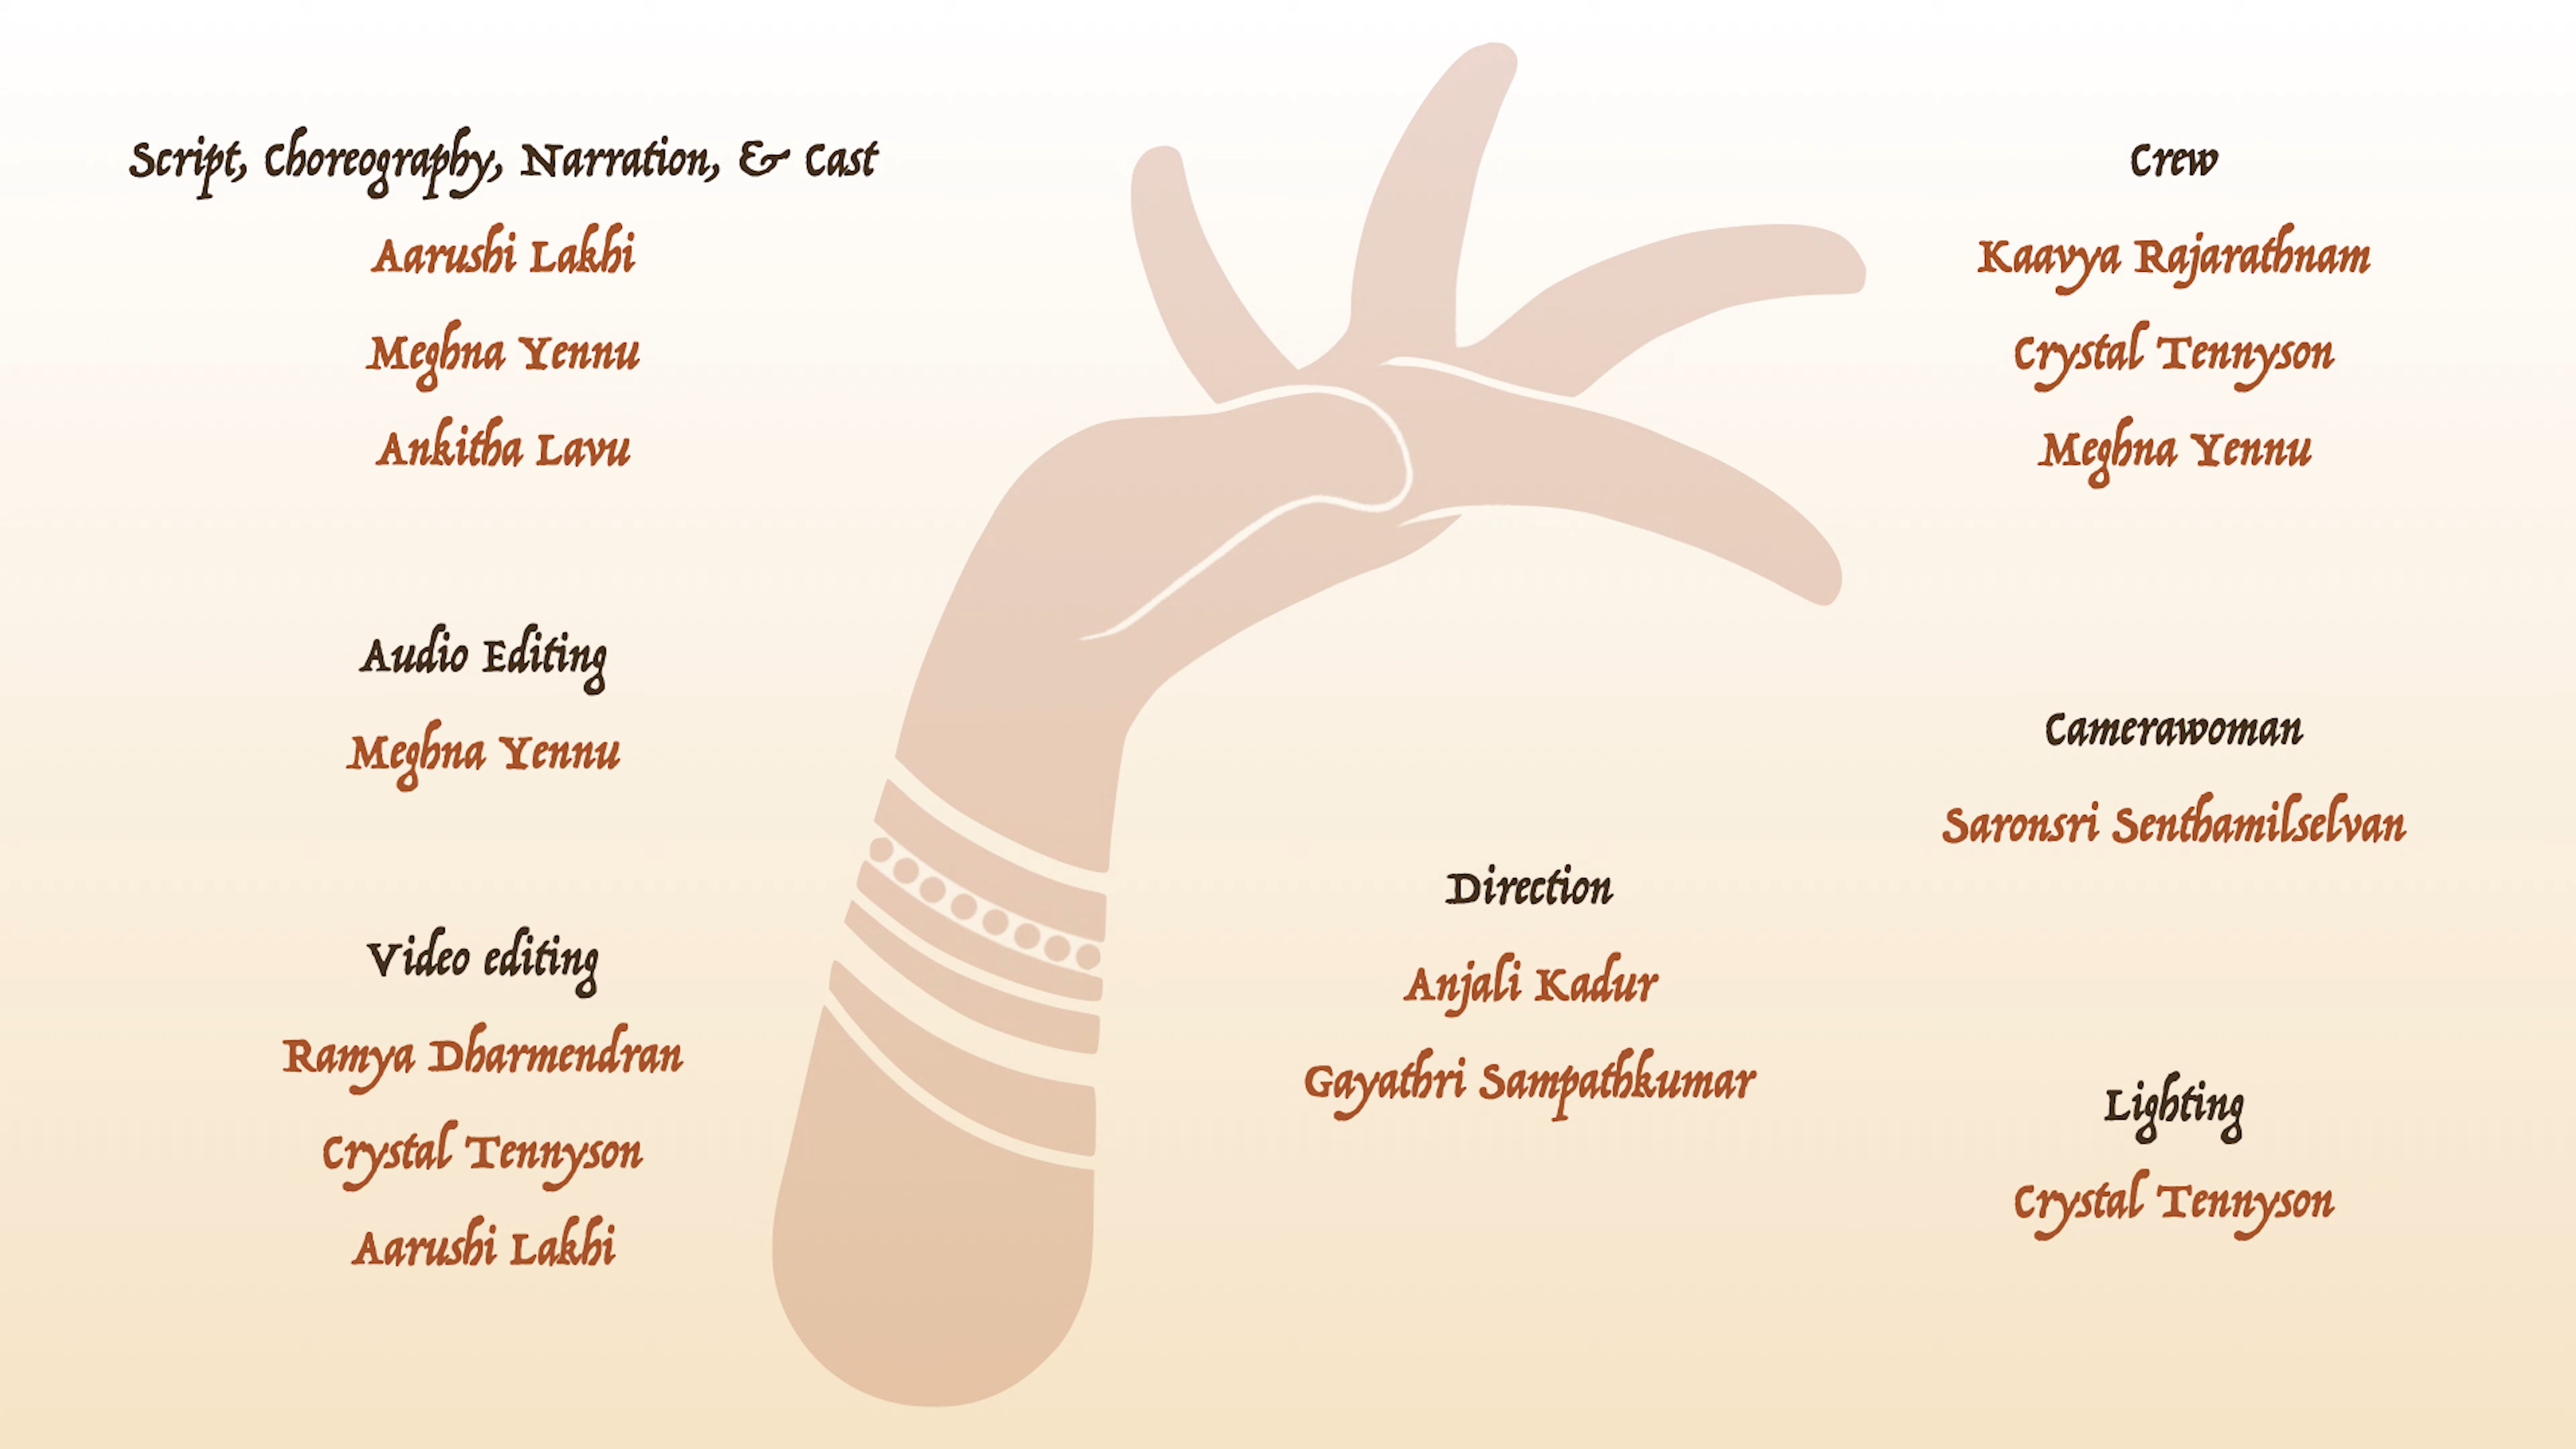 Script, Choreography, Narration, & Cast
Aarushi Lakhi
Meghna Yennu
Ankitha Lavu
Audio Editing
Meghna Yennu
Video editing
Ramya Dharmendran
Crystal Tennyson
Aarushi Lakhi
Direction
Anjali Kadur
Gayathri Sampathkumar
Crew
Kaavya Rajarathnam
Crystal Tennyson
Meghna Yennu
Camerawoman
Saronsri Senthamilselvan
Lighting
Crystal Tennyson